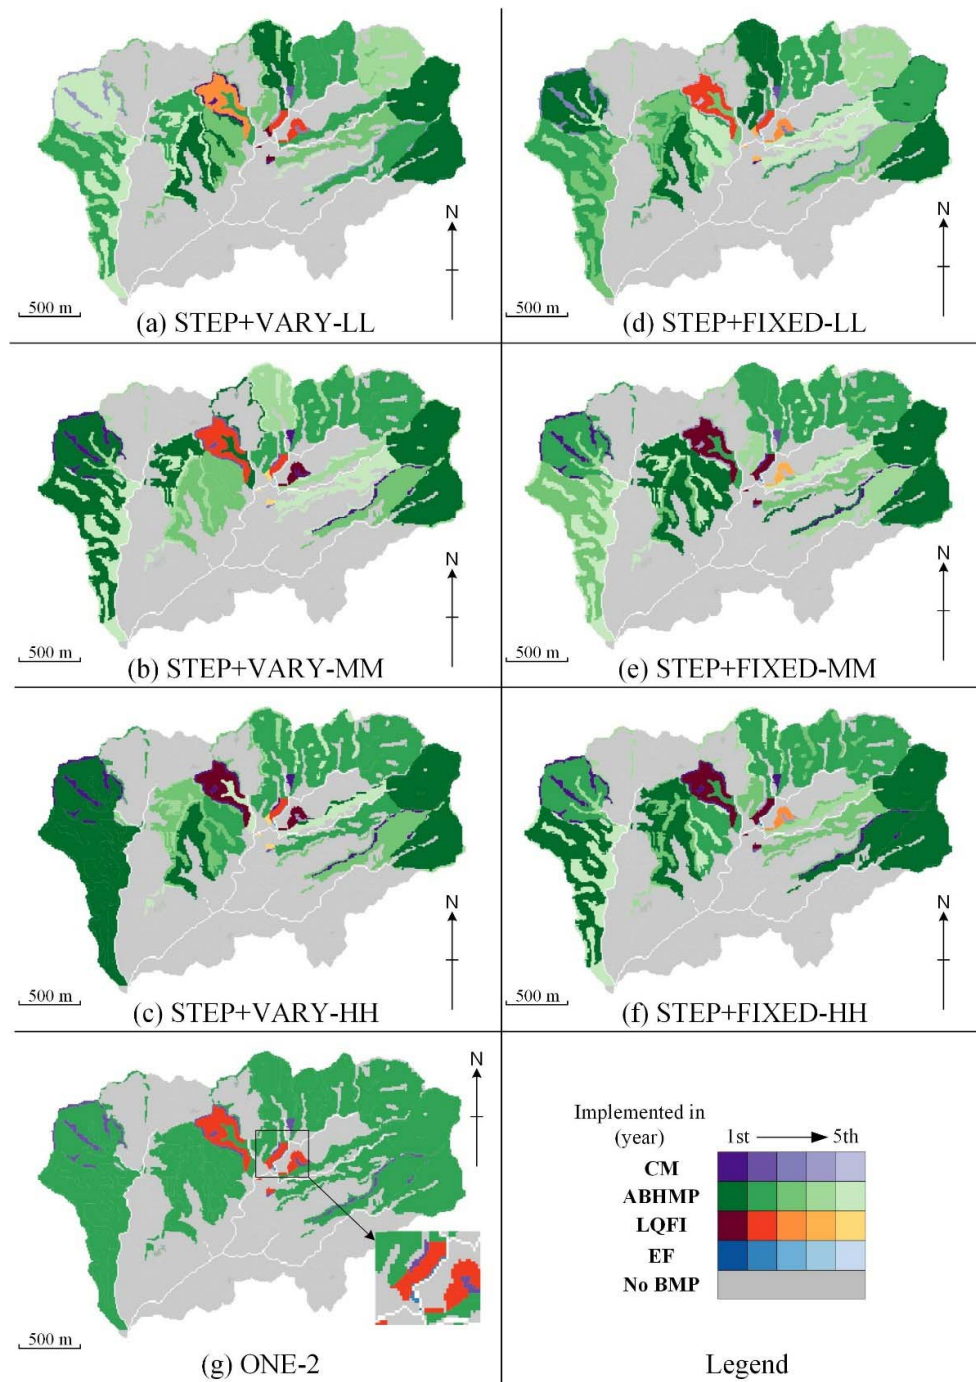 N
500 m
(a) STEP+VARY-LL
N
500 m
(d) STEP+FIXED-LL
N
500 m
(b) STEP+VARY-MM
N
500 m
(e) STEP+FIXED-MM
N
500 m
(c) STEP+VARY-HH
N
500 m
(f) STEP+FIXED-HH
N
500 m
(g) ONE-2
Implemented in
(year)
1st
5th
CM
ABHMP
LQFI
EF
No BMP
Legend